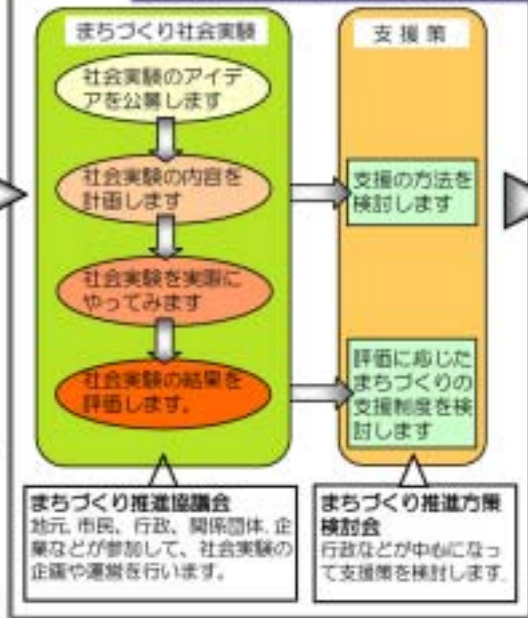 まちづくり社会実験
社会実験のアイデ
アを公募します
社会実験の内容を
計画します
社会実験を実際に
やってみます
社会実験の結果を
評価します。
支援策
支援の方法を
検討します
評価に応じた
まちづくりの
支援制度を検
討します
まちづくり推進協議会
地元、市民、行政、関係団体、企
業などが参加して、社会実験の
企画や運営を行います。
まちづくり推進方策
検討会
行政などが中心になっ
て支援策を検討します。